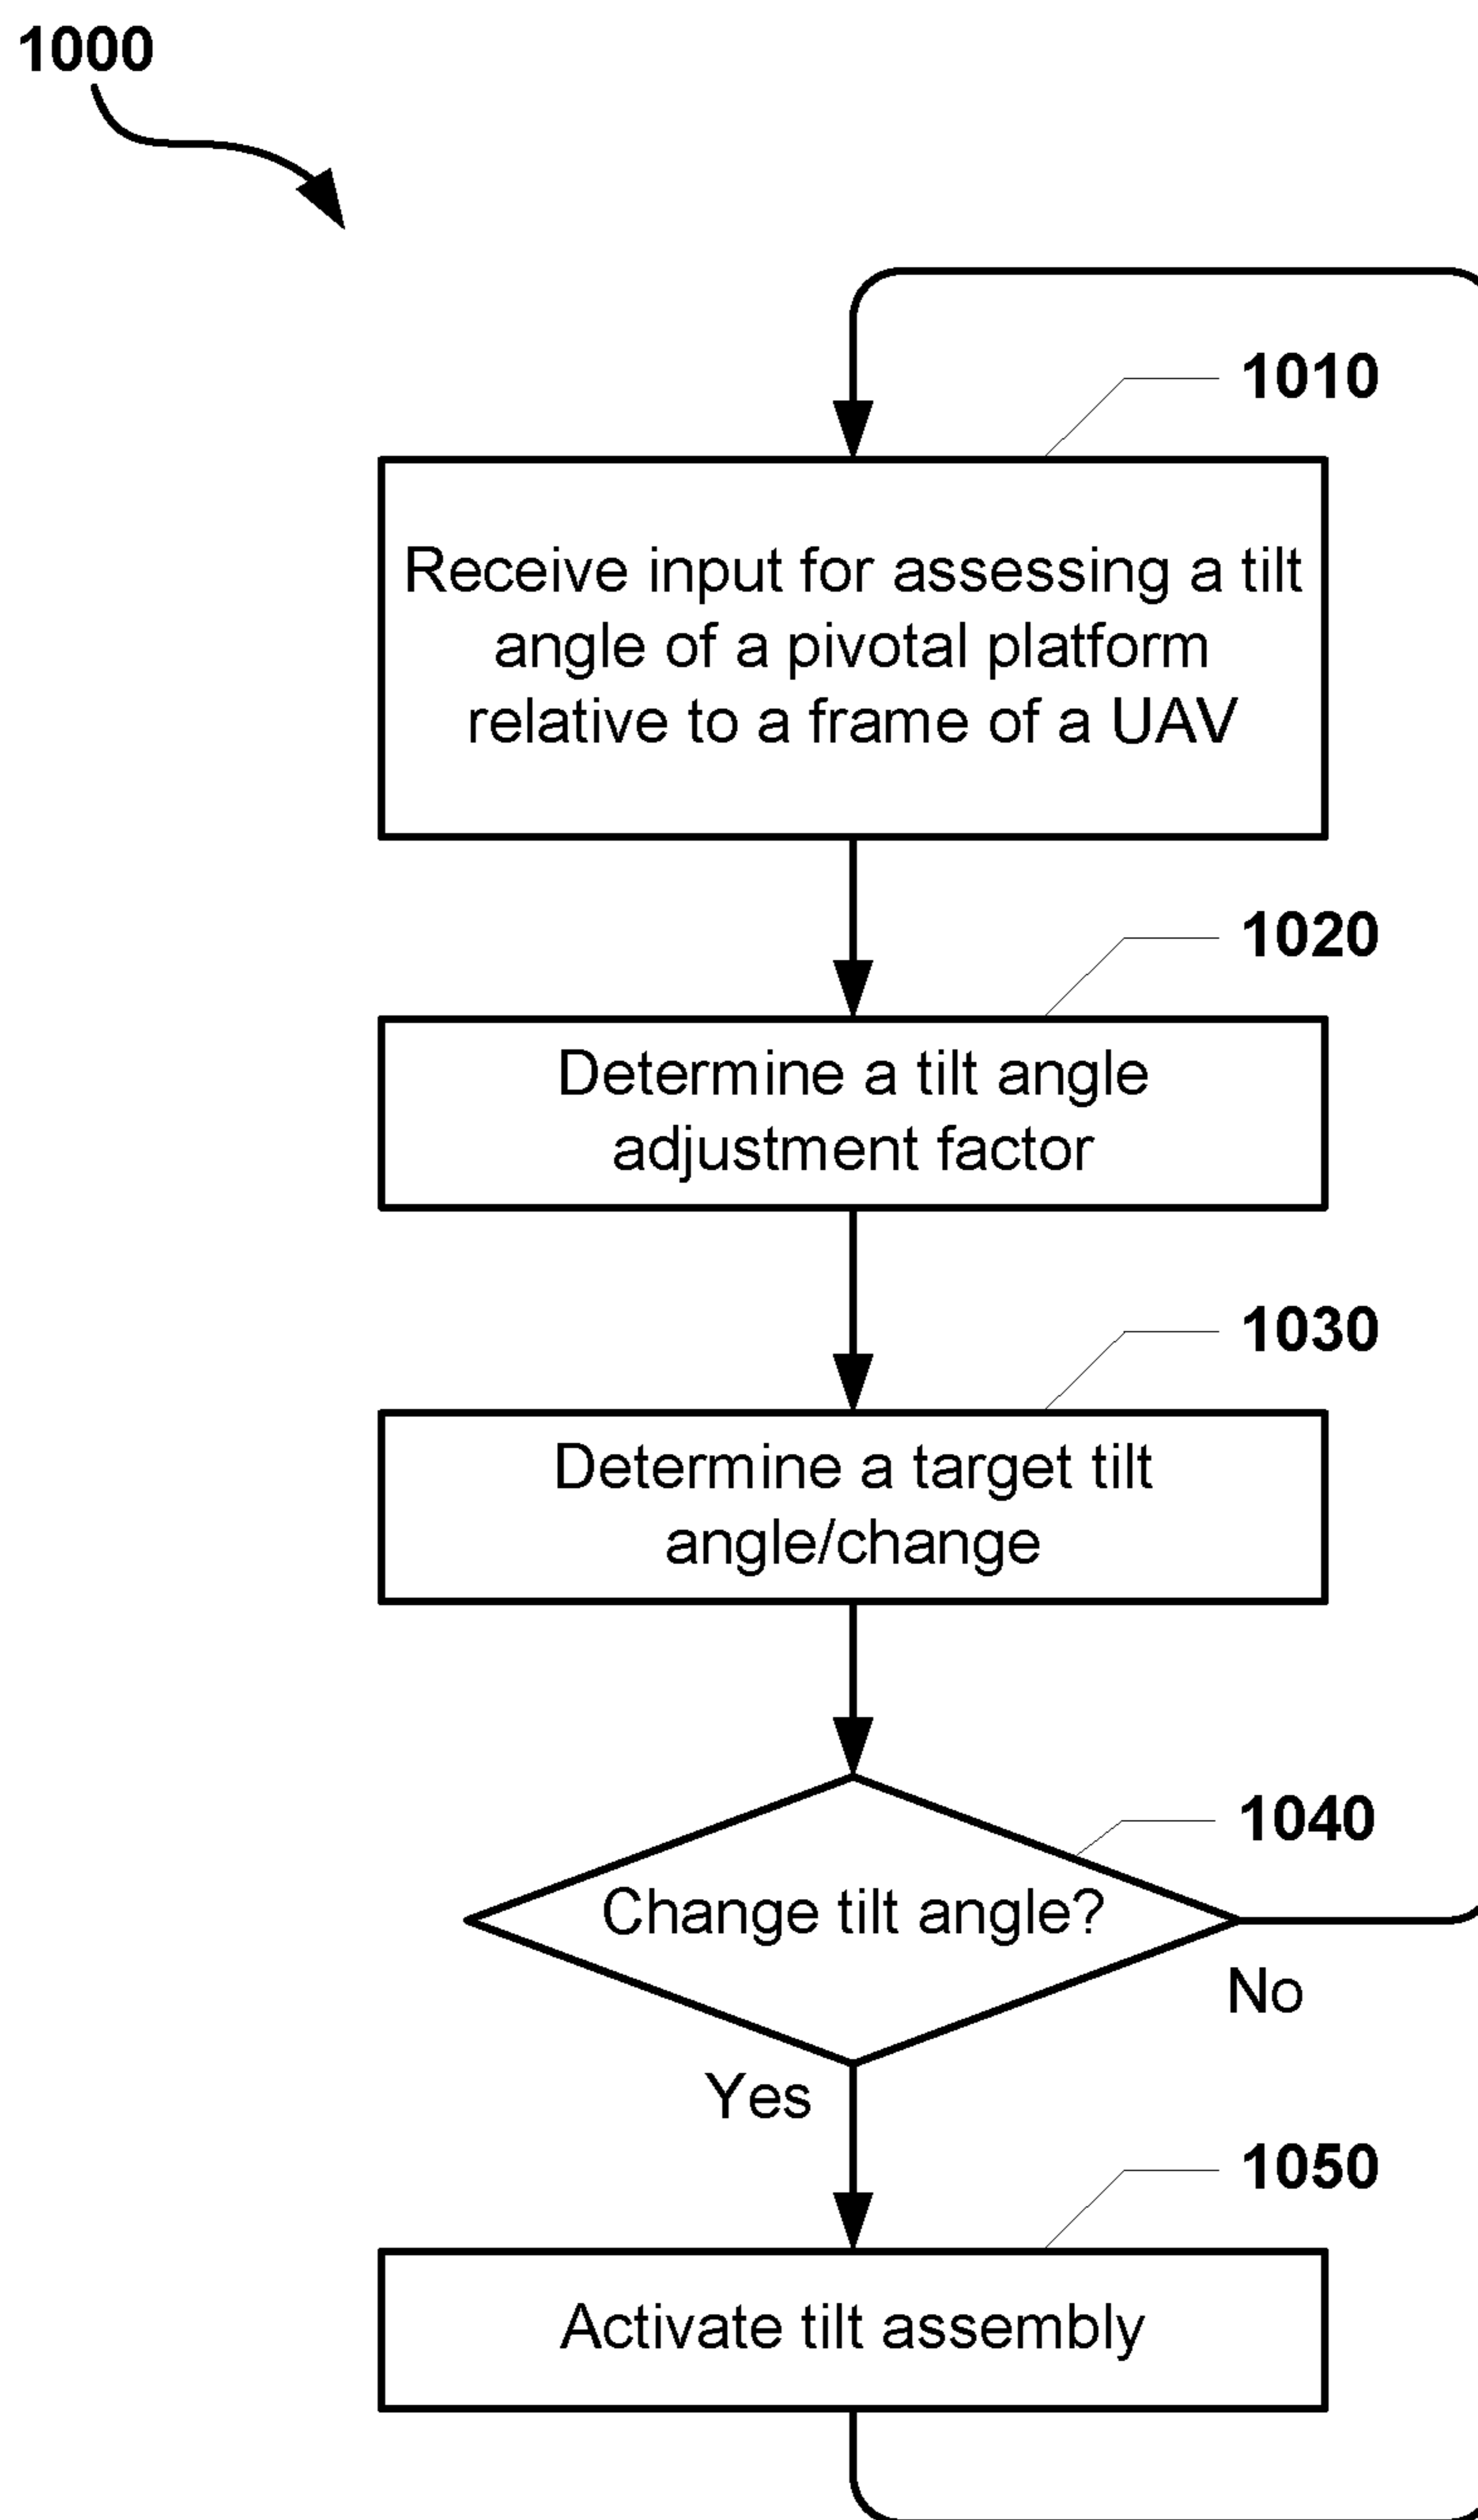 1000
1010
Receive input for assessing a tilt
angle of a pivotal platform
relative to a frame of a UAV
1020
Determine a tilt angle
adjustment factor
1030
Determine a target tilt
angle/change
1040
Change tilt angle?
No
Yes
1050
Activate tilt assembly